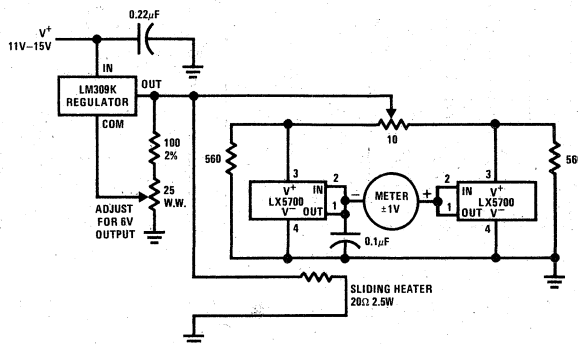 0.22μF
V+
11V–15V
IN
LM309K
REGULATOR
OUT
COM
100
2%
25
W.W.
ADJUST
FOR 6V
OUTPUT
10
560
3
V+
IN
LX5700
OUT
V−
4
2
1
−
METER
±1V
+
0.1μF
2
1
3
V+
IN
LX5700
OUT
V−
4
56
SLIDING HEATER
20Ω 2.5W